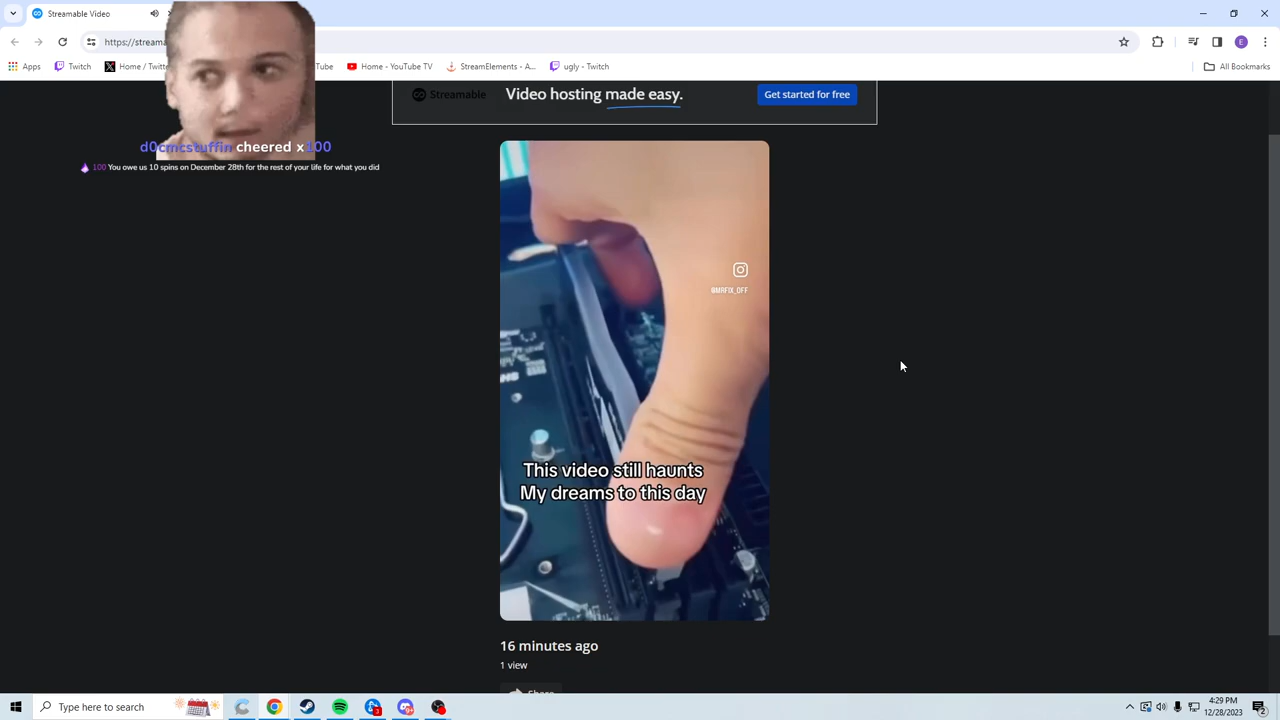 Streamable Video
https://streama
Apps
Twitch
Home / Twitt
Tube
Home - YouTube TV
StreamElements - A...
ugly - Twitch
All Bookmarks
Streamable
Video hosting made easy.
Get started for free
d0cmcstuffin cheered x100
100 You owe us 10 spins on December 28th for the rest of your life for what you did
@MRFIX_OFF
This video still haunts
My dreams to this day
16 minutes ago
1 view
Share
Type here to search
4:29 PM
12/28/2023